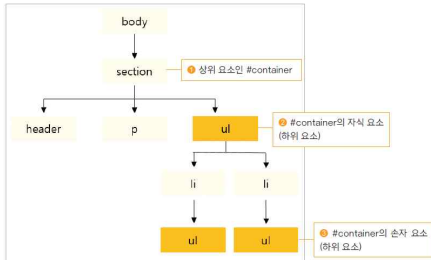 body
section
❶ 상위 요소인 #container
header
p
ul
❷ #container의 자식 요소
(하위 요소)
li
li
ul
ul
❸ #container의 손자 요소
(하위 요소)